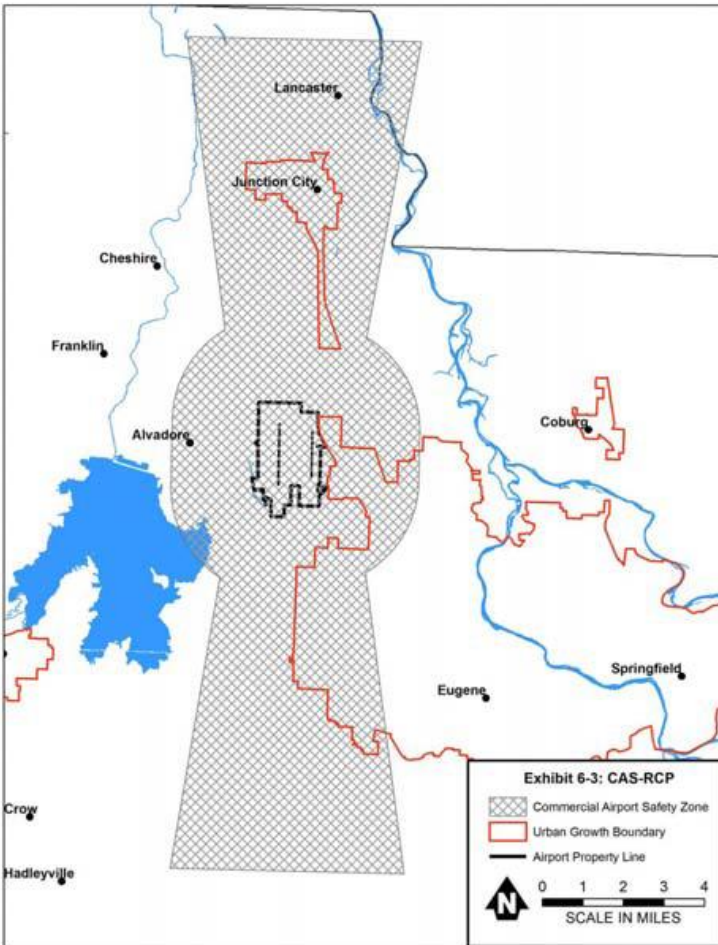 Lancaster
Junction City
Cheshire
Franklin
Alvadore
Coburg
Springfield
Eugene
Crow
Hadleyville
Exhibit 6-3: CAS-RCP
Commercial Airport Safety Zone
Urban Growth Boundary
Airport Property Line
N
0 1 2 3 4
SCALE IN MILES